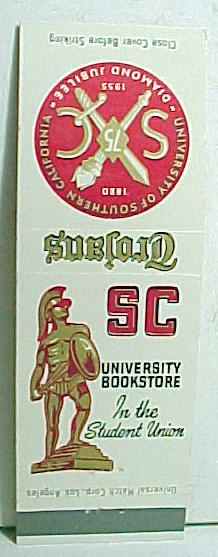 Close Cover Before Striking
UNIVERSITY OF SOUTHERN CALIFORNIA
DIAMOND JUBILEE
1880
75
SC
1955
Trojans
SC
UNIVERSITY
BOOKSTORE
In the
Student Union
Universal Match Corp., Los Angeles